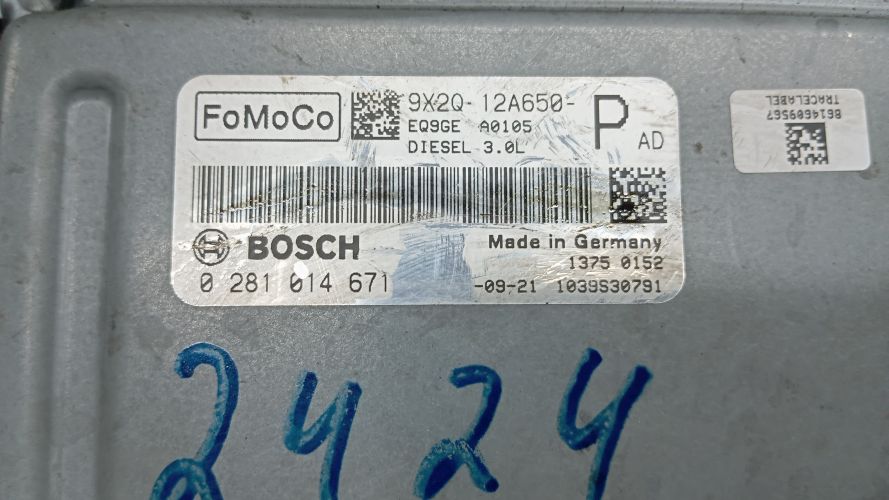 FoMoCo
9X2Q-12A650- P AD
EQ9GE A0105
DIESEL 3.0L
BOSCH
Made in Germany
0 281 014 671
1375 0152
-09-21 1039S30791
8614609567
TRACELABEL
2424